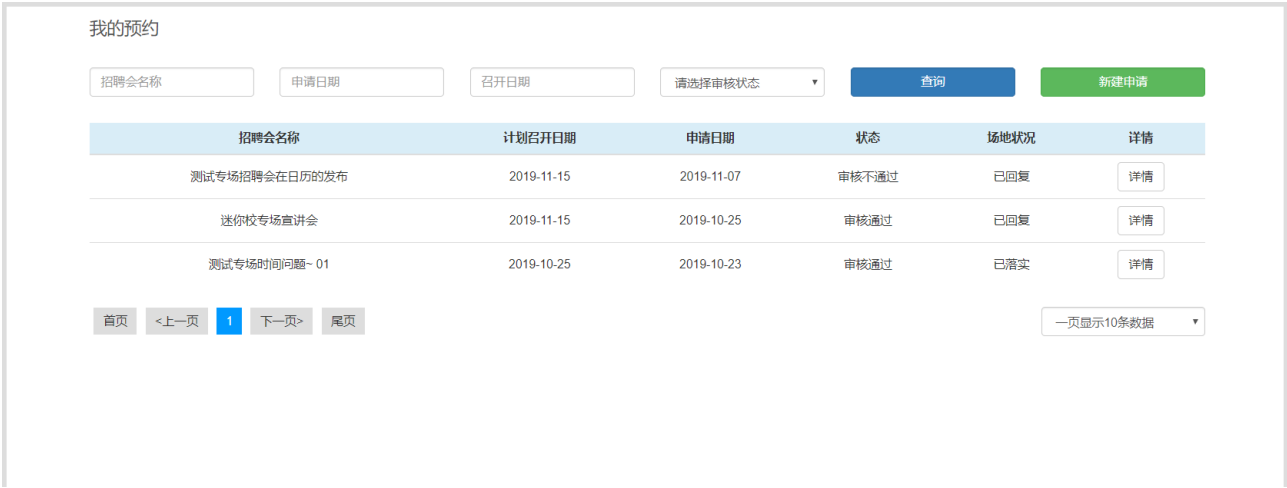 我的预约
招聘会名称 申请日期 召开日期 请选择审核状态 查询 新建申请
招聘会名称 计划召开日期 申请日期 状态 场地状况 详情
测试专场招聘会在日历的发布 2019-11-15 2019-11-07 审核不通过 已回复 详情
迷你校专场宣讲会 2019-11-15 2019-10-25 审核通过 已回复 详情
测试专场时间问题~ 01 2019-10-25 2019-10-23 审核通过 已落实 详情
首页 <上一页 1 下一页> 尾页 一页显示10条数据